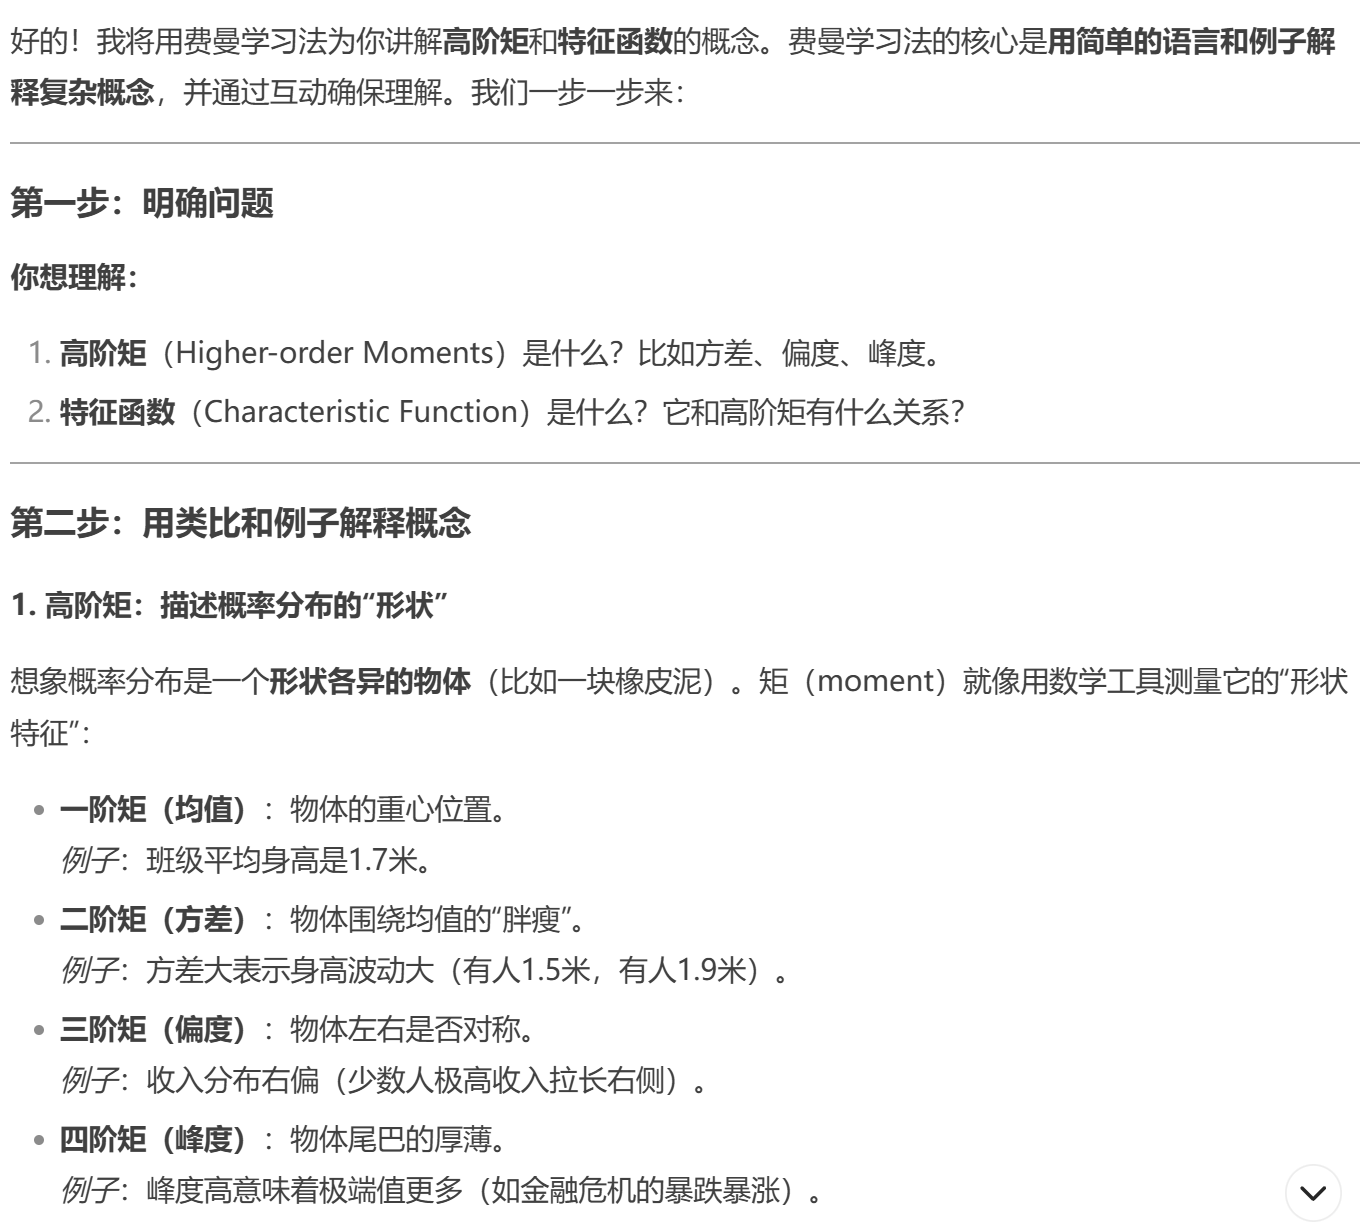 好的！我将用费曼学习法为你讲解高阶矩和特征函数的概念。费曼学习法的核心是用简单的语言和例子解
释复杂概念，并通过互动确保理解。我们一步一步来：
第一步：明确问题
你想理解：
1. 高阶矩（Higher-order Moments）是什么？比如方差、偏度、峰度。
2. 特征函数（Characteristic Function）是什么？它和高阶矩有什么关系？
第二步：用类比和例子解释概念
1. 高阶矩：描述概率分布的“形状”
想象概率分布是一个形状各异的物体（比如一块橡皮泥）。矩（moment）就像用数学工具测量它的“形状
特征”：
一阶矩（均值）：物体的重心位置。
例子：班级平均身高是1.7米。
二阶矩（方差）：物体围绕均值的“胖瘦”。
例子：方差大表示身高波动大（有人1.5米，有人1.9米）。
三阶矩（偏度）：物体左右是否对称。
例子：收入分布右偏（少数人极高收入拉长右侧）。
四阶矩（峰度）：物体尾巴的厚薄。
例子：峰度高意味着极端值更多（如金融危机的暴跌暴涨）。